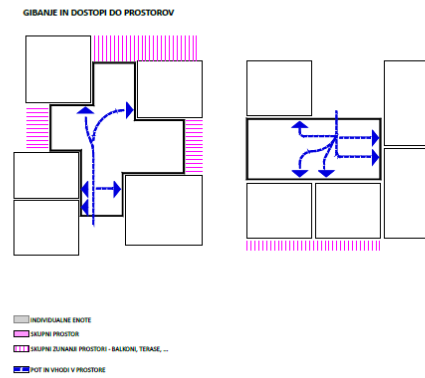 GIBANJE IN DOSTOPI DO PROSTOROV
INDIVIDUALNE ENOTE
SKUPNI PROSTOR
SKUPNI ZUNANJI PROSTORI - BALKONI, TERASE, ...
POT IN VHODI V PROSTORE